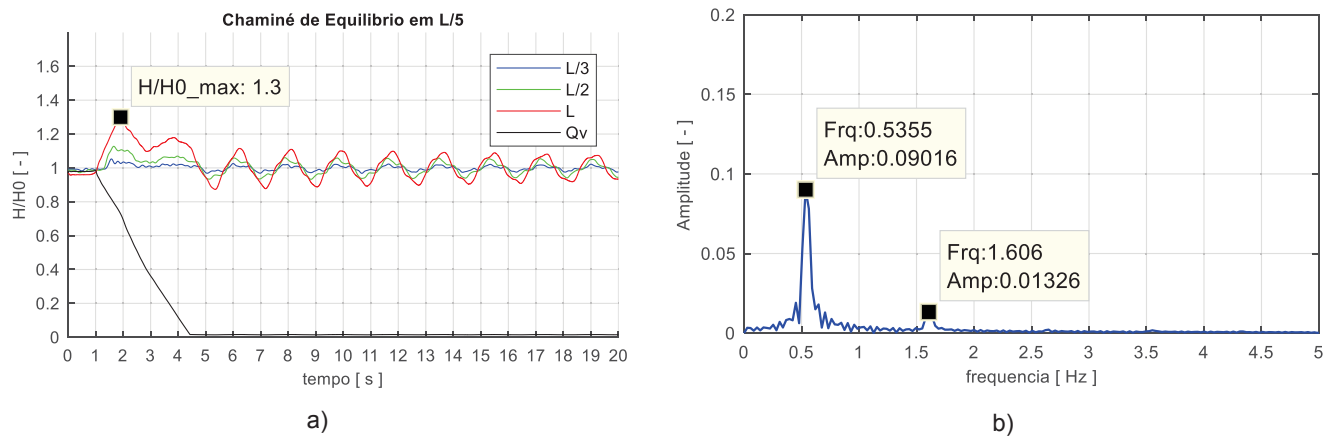 Chaminé de Equilibrio em L/5
H/H0 [ - ]
1.6
1.4
1.2
1
0.8
0.6
0.4
0.2
0
H/H0_max: 1.3
L/3
L/2
L
Qv
0 1 2 3 4 5 6 7 8 9 10 11 12 13 14 15 16 17 18 19 20
tempo [ s ]
a)
Amplitude [ - ]
0.2
0.15
0.1
0.05
0
Frq:0.5355
Amp:0.09016
Frq:1.606
Amp:0.01326
0 0.5 1 1.5 2 2.5 3 3.5 4 4.5 5
frequencia [ Hz ]
b)